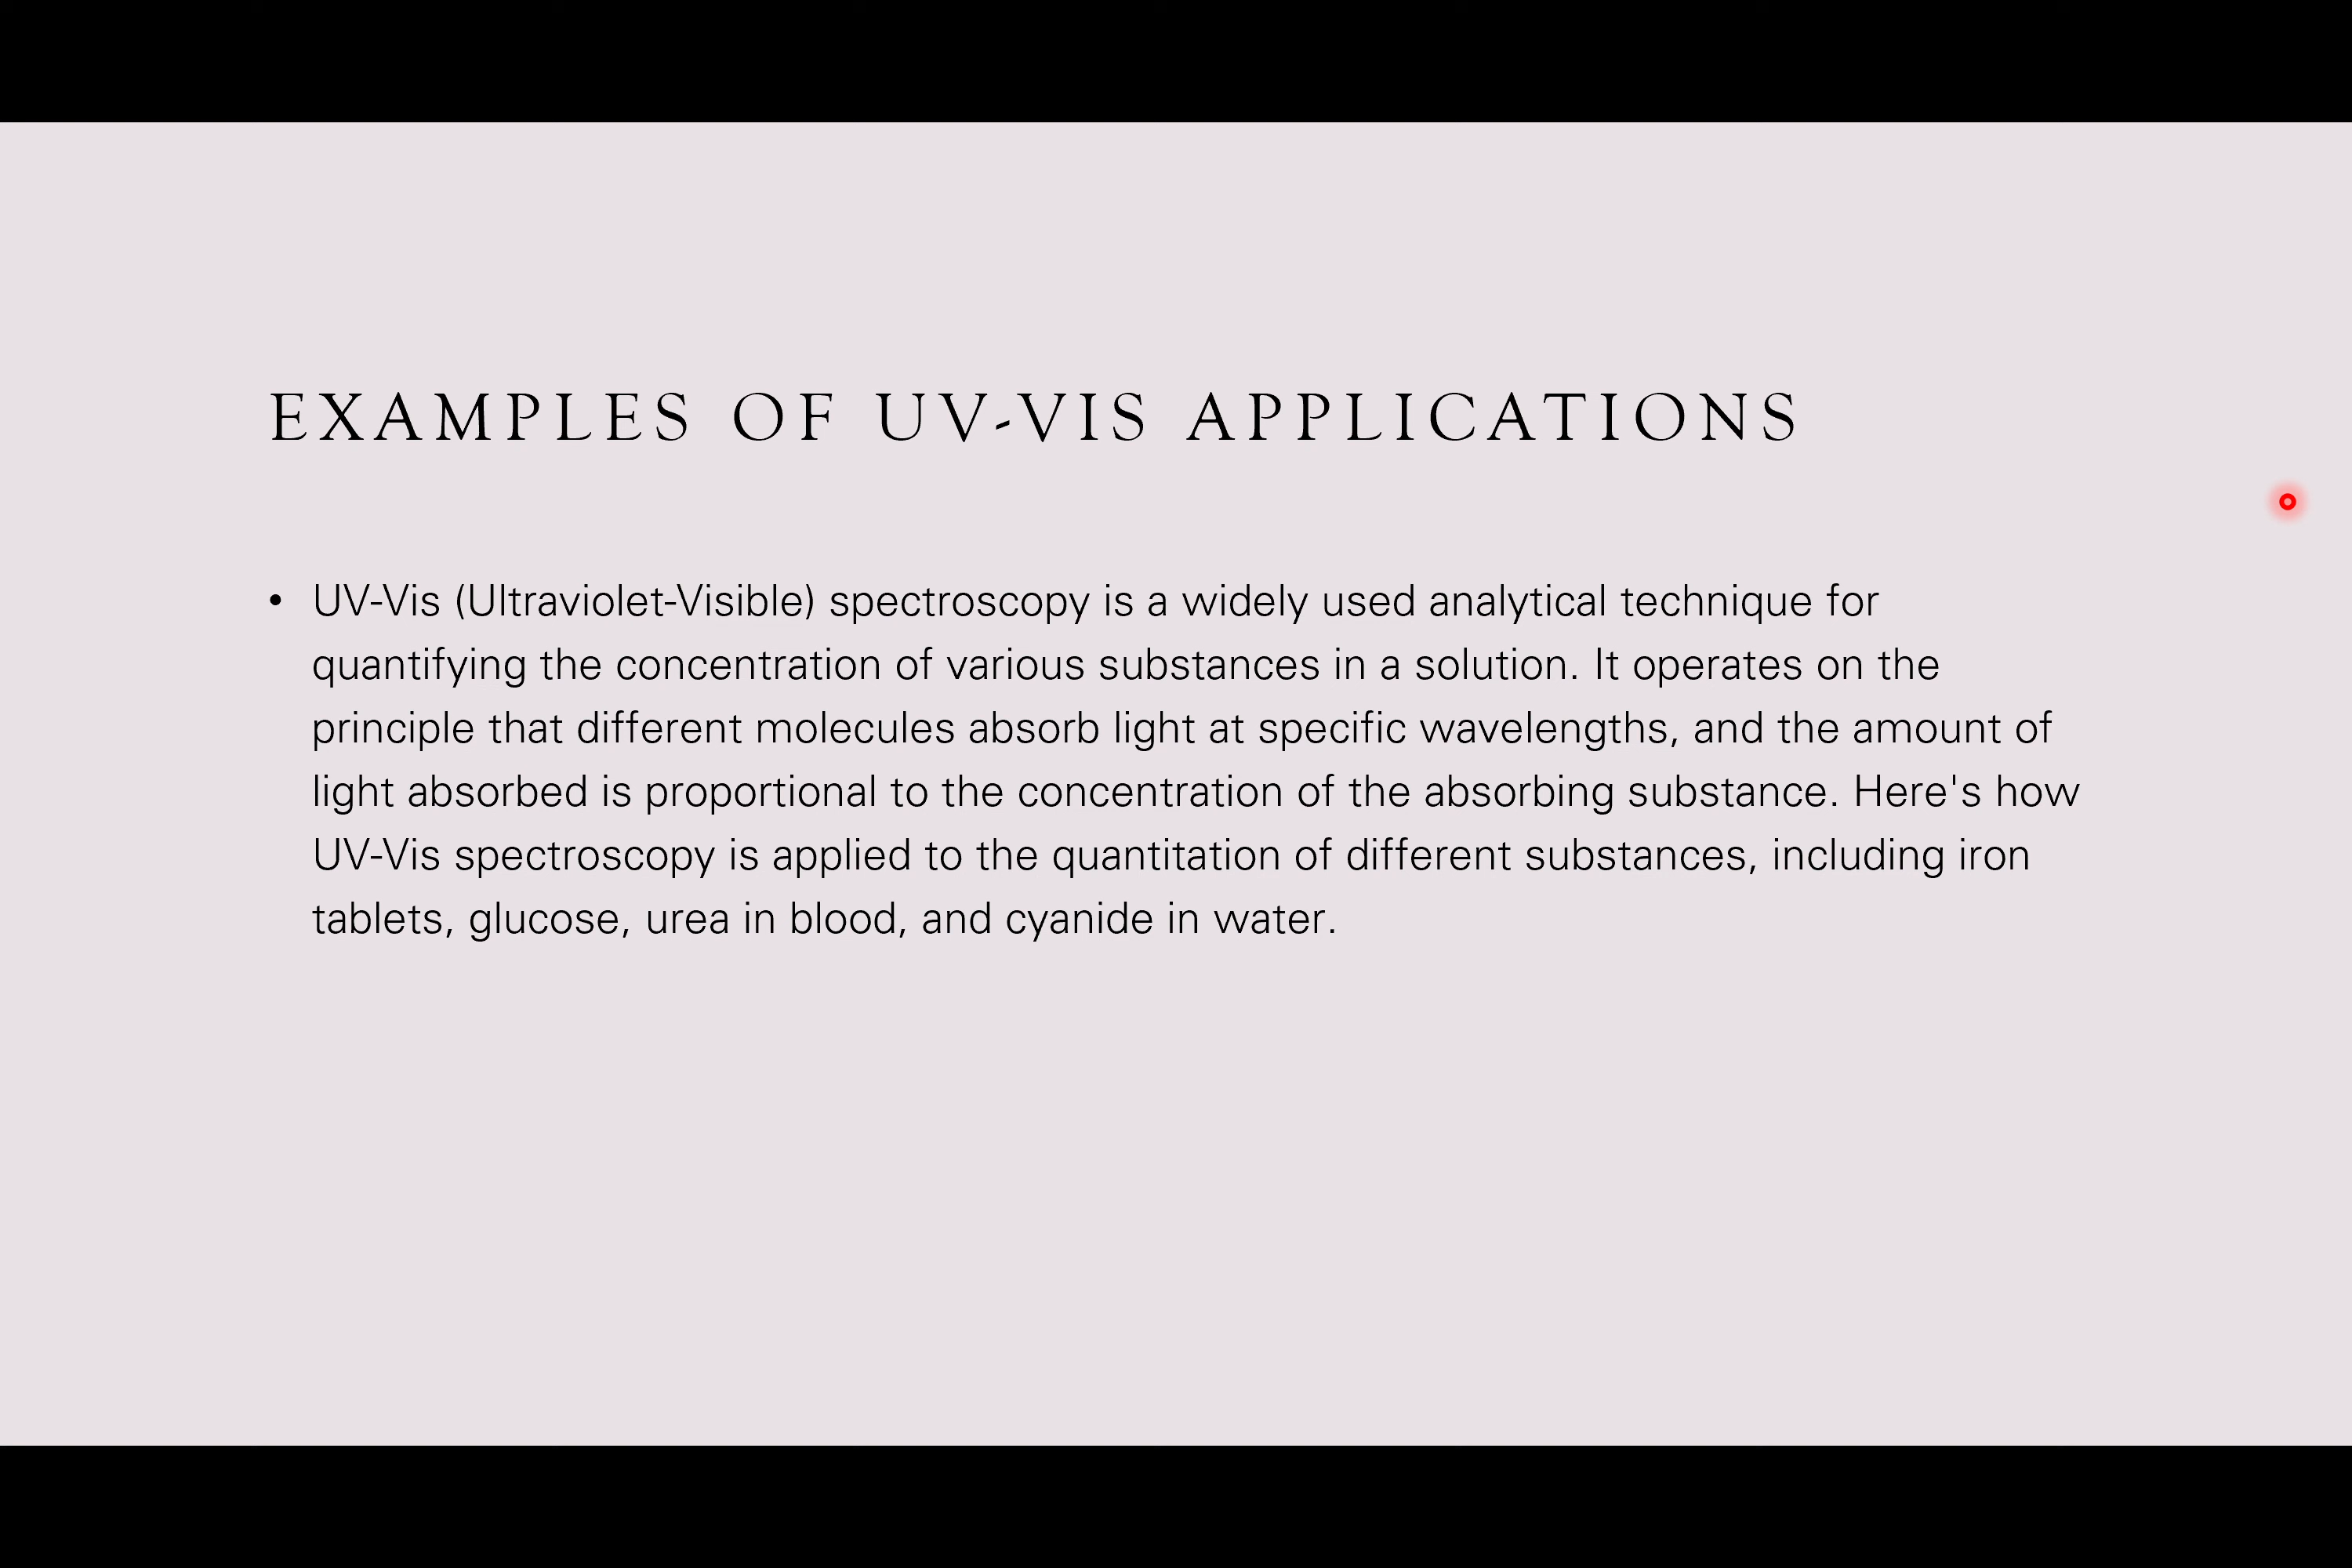 EXAMPLES OF UV-VIS APPLICATIONS
• UV-Vis (Ultraviolet-Visible) spectroscopy is a widely used analytical technique for
quantifying the concentration of various substances in a solution. It operates on the
principle that different molecules absorb light at specific wavelengths, and the amount of
light absorbed is proportional to the concentration of the absorbing substance. Here's how
UV-Vis spectroscopy is applied to the quantitation of different substances, including iron
tablets, glucose, urea in blood, and cyanide in water.